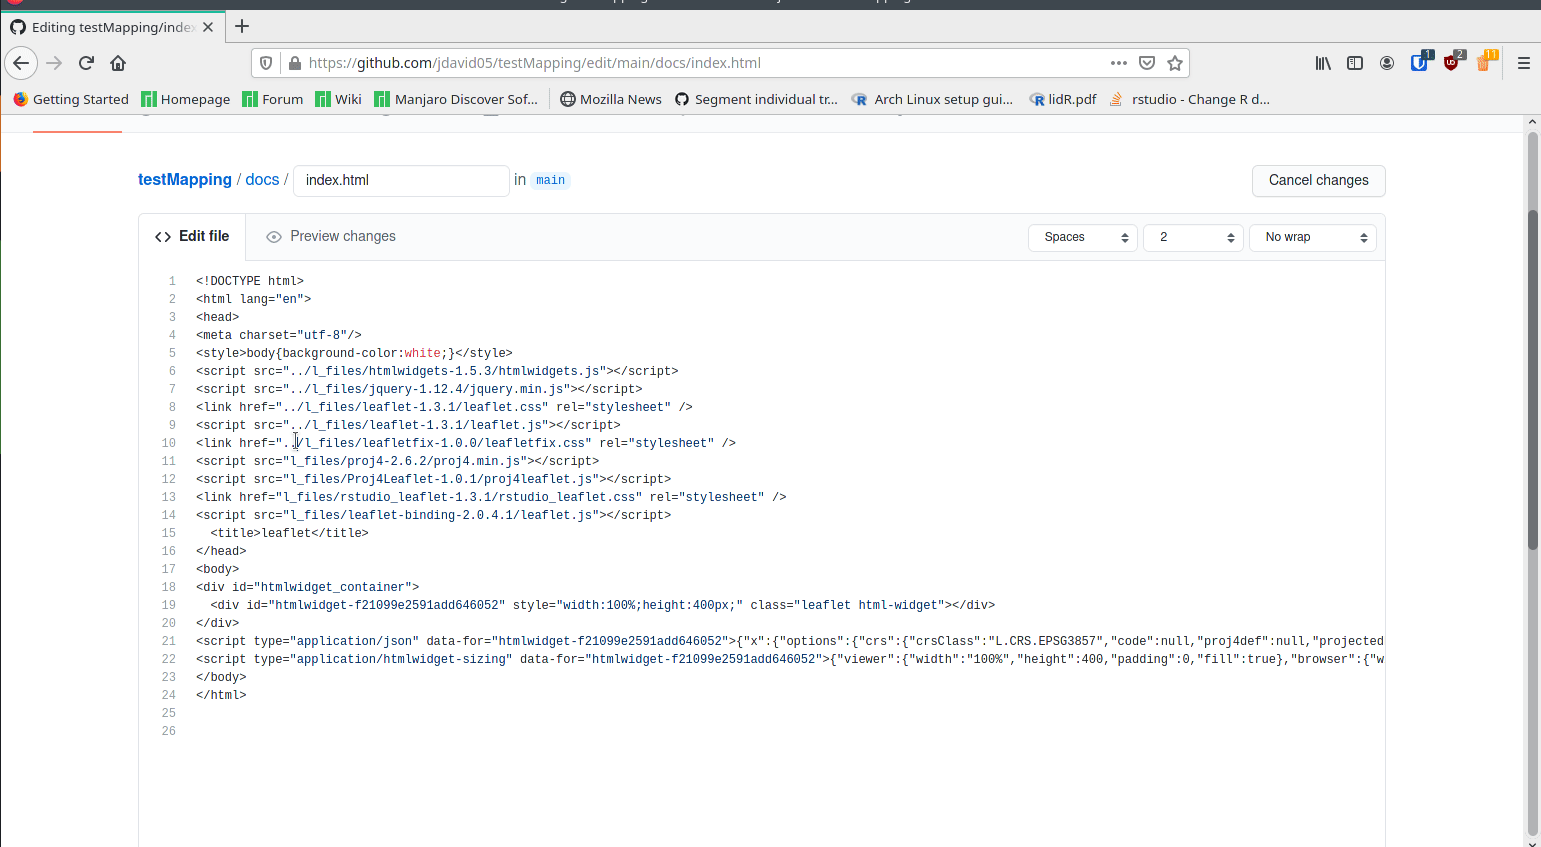 Editing testMapping/index
https://github.com/jdavid05/testMapping/edit/main/docs/index.html
1
2
11
Getting Started Homepage Forum Wiki Manjaro Discover Sof... Mozilla News Segment individual tr... Arch Linux setup gui... lidR.pdf rstudio - Change R d...
testMapping / docs / index.html in main Cancel changes
Edit file Preview changes Spaces 2 No wrap
1 <!DOCTYPE html>
2 <html lang="en">
3 <head>
4 <meta charset="utf-8"/>
5 <style>body{background-color:white;}</style>
6 <script src="../l_files/htmlwidgets-1.5.3/htmlwidgets.js"></script>
7 <script src="../l_files/jquery-1.12.4/jquery.min.js"></script>
8 <link href="../l_files/leaflet-1.3.1/leaflet.css" rel="stylesheet" />
9 <script src="../l_files/leaflet-1.3.1/leaflet.js"></script>
10 <link href="../l_files/leafletfix-1.0.0/leafletfix.css" rel="stylesheet" />
11 <script src="l_files/proj4-2.6.2/proj4.min.js"></script>
12 <script src="l_files/Proj4Leaflet-1.0.1/proj4leaflet.js"></script>
13 <link href="l_files/rstudio_leaflet-1.3.1/rstudio_leaflet.css" rel="stylesheet" />
14 <script src="l_files/leaflet-binding-2.0.4.1/leaflet.js"></script>
15   <title>leaflet</title>
16 </head>
17 <body>
18 <div id="htmlwidget_container">
19   <div id="htmlwidget-f21099e2591add646052" style="width:100%;height:400px;" class="leaflet html-widget"></div>
20 </div>
21 <script type="application/json" data-for="htmlwidget-f21099e2591add646052">{"x":{"options":{"crs":{"crsClass":"L.CRS.EPSG3857","code":null,"proj4def":null,"projected
22 <script type="application/htmlwidget-sizing" data-for="htmlwidget-f21099e2591add646052">{"viewer":{"width":"100%","height":400,"padding":0,"fill":true},"browser":{"w
23 </body>
24 </html>
25
26